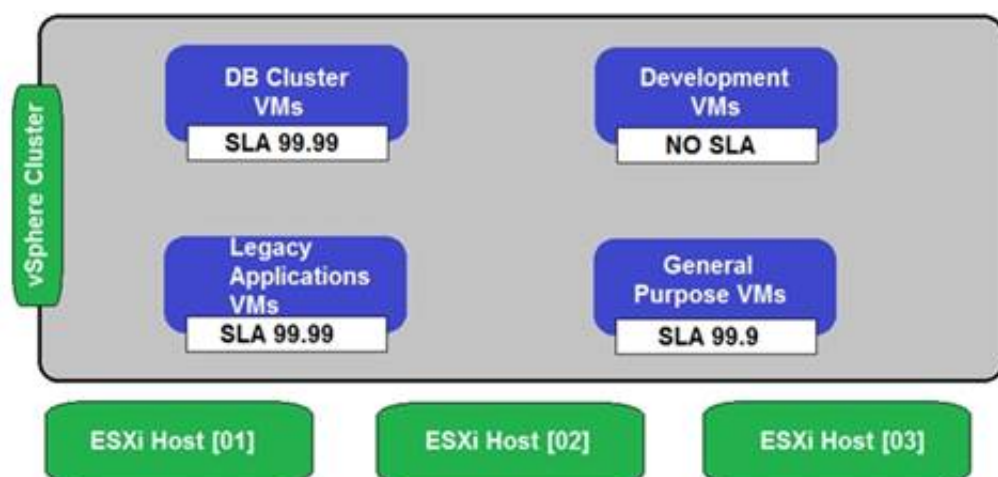 vSphere Cluster
DB Cluster
VMs
SLA 99.99
Development
VMs
NO SLA
Legacy
Applications
VMs
SLA 99.99
General
Purpose VMs
SLA 99.9
ESXi Host [01]
ESXi Host [02]
ESXi Host [03]